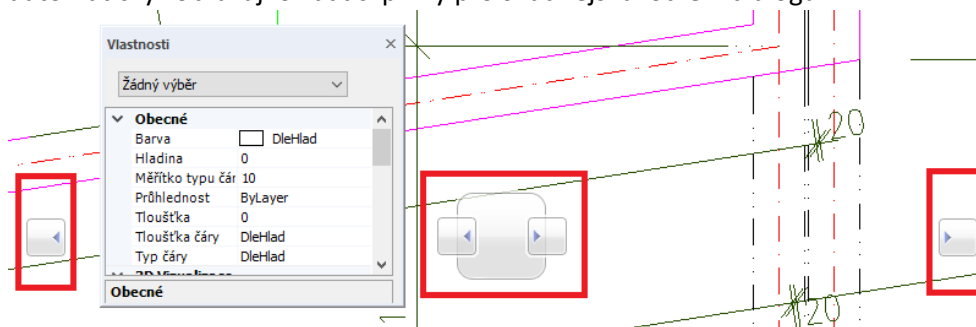 Vlastnosti
Žádný výběr
Obecné
Barva DleHlad
Hladina 0
Měřítko typu čár 10
Průhlednost ByLayer
Tloušťka 0
Tloušťka čáry DleHlad
Typ čáry DleHlad
Obecné
20
20